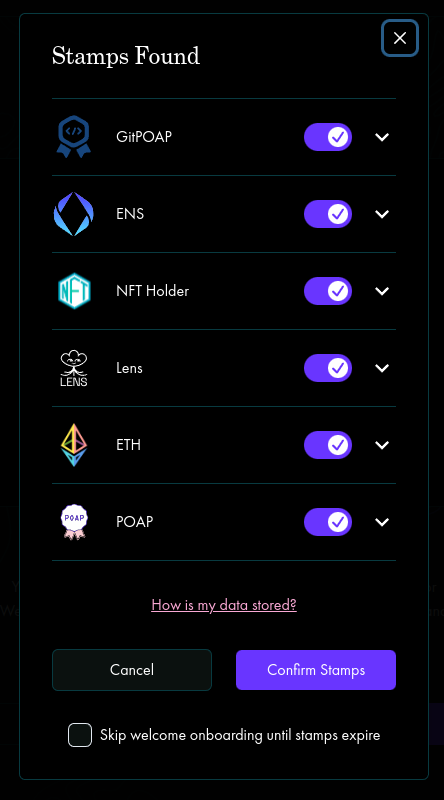 Stamps Found
GitPOAP
ENS
NFT
NFT Holder
LENS
Lens
ETH
POAP
POAP
How is my data stored?
Cancel
Confirm Stamps
Skip welcome onboarding until stamps expire